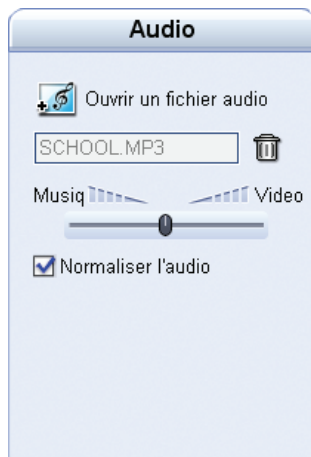 Audio
Ouvrir un fichier audio
SCHOOL.MP3
Musiq Video
Normaliser l'audio